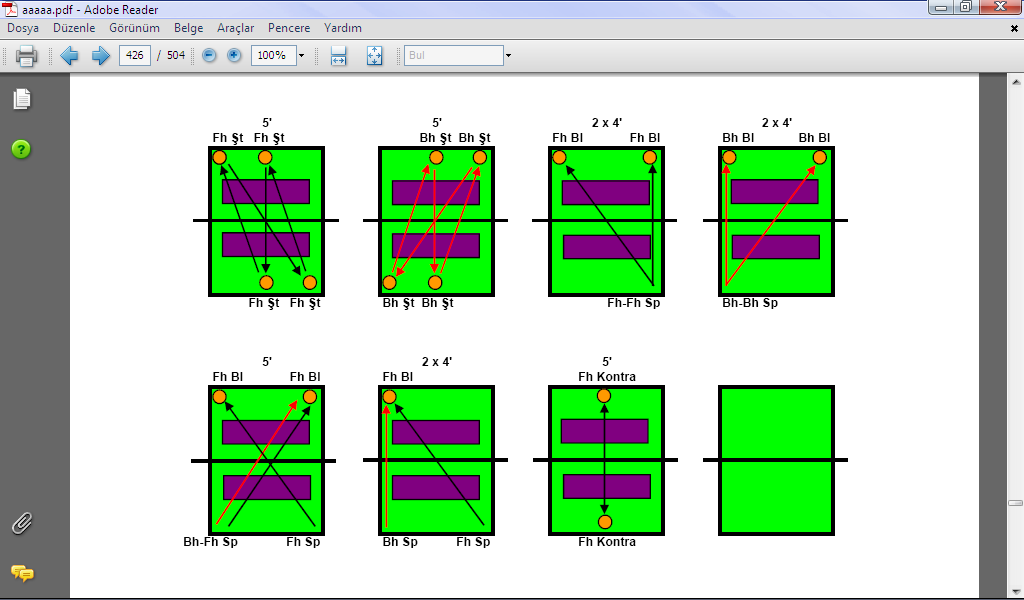 aaaaa.pdf - Adobe Reader
Dosya Düzenle Görünüm Belge Araçlar Pencere Yardım
426 / 504 100% Bul
5' 5' 2 x 4' 2 x 4'
Fh Şt Fh Şt Bh Şt Bh Şt Fh Bl Fh Bl Bh Bl Bh Bl
Fh Şt Fh Şt Bh Şt Bh Şt Fh-Fh Sp Bh-Bh Sp
5' 2 x 4' 5'
Fh Bl Fh Bl Fh Bl Fh Kontra
Bh-Fh Sp Fh Sp Bh Sp Fh Sp Fh Kontra